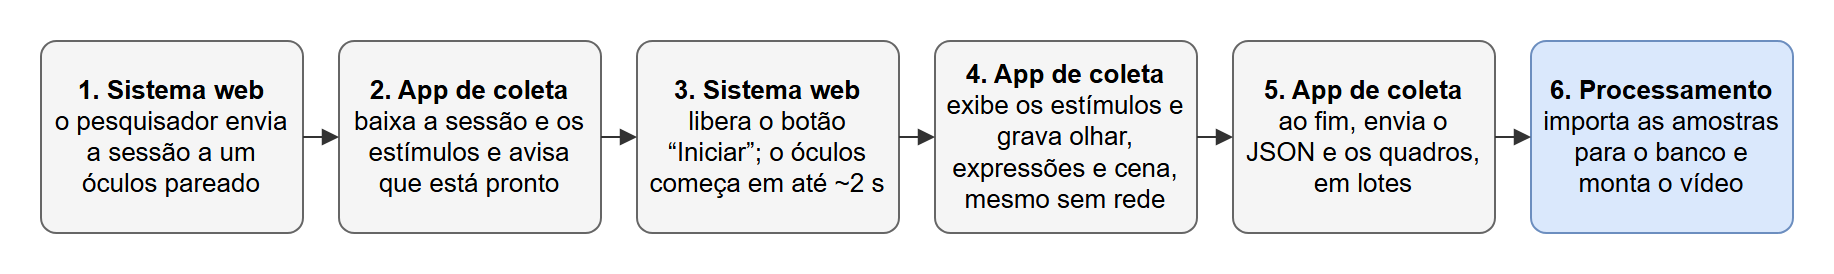 1. Sistema web
o pesquisador envia
a sessão a um
óculos pareado
2. App de coleta
baixa a sessão e os
estímulos e avisa
que está pronto
3. Sistema web
libera o botão
“Iniciar”; o óculos
começa em até ~2 s
4. App de coleta
exibe os estímulos e
grava olhar,
expressões e cena,
mesmo sem rede
5. App de coleta
ao fim, envia o
JSON e os quadros,
em lotes
6. Processamento
importa as amostras
para o banco e
monta o vídeo